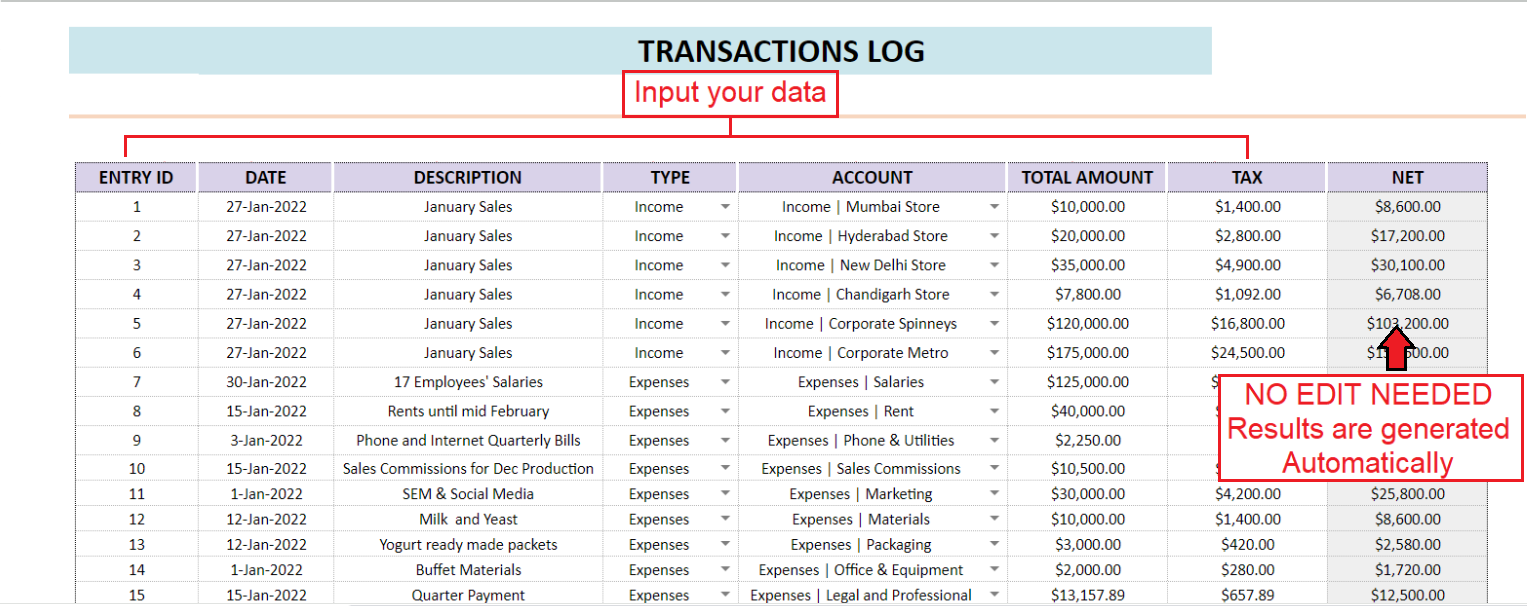 TRANSACTIONS LOG
Input your data
ENTRY ID DATE DESCRIPTION TYPE ACCOUNT TOTAL AMOUNT TAX NET
1 27-Jan-2022 January Sales Income Income | Mumbai Store $10,000.00 $1,400.00 $8,600.00
2 27-Jan-2022 January Sales Income Income | Hyderabad Store $20,000.00 $2,800.00 $17,200.00
3 27-Jan-2022 January Sales Income Income | New Delhi Store $35,000.00 $4,900.00 $30,100.00
4 27-Jan-2022 January Sales Income Income | Chandigarh Store $7,800.00 $1,092.00 $6,708.00
5 27-Jan-2022 January Sales Income Income | Corporate Spinneys $120,000.00 $16,800.00 $103,200.00
6 27-Jan-2022 January Sales Income Income | Corporate Metro $175,000.00 $24,500.00
7 30-Jan-2022 17 Employees' Salaries Expenses Expenses | Salaries $125,000.00
8 15-Jan-2022 Rents until mid February Expenses Expenses | Rent $40,000.00
9 3-Jan-2022 Phone and Internet Quarterly Bills Expenses Expenses | Phone & Utilities $2,250.00
10 15-Jan-2022 Sales Commissions for Dec Production Expenses Expenses | Sales Commissions $10,500.00
NO EDIT NEEDED
Results are generated
Automatically
11 1-Jan-2022 SEM & Social Media Expenses Expenses | Marketing $30,000.00 $4,200.00 $25,800.00
12 12-Jan-2022 Milk and Yeast Expenses Expenses | Materials $10,000.00 $1,400.00 $8,600.00
13 12-Jan-2022 Yogurt ready made packets Expenses Expenses | Packaging $3,000.00 $420.00 $2,580.00
14 1-Jan-2022 Buffet Materials Expenses Expenses | Office & Equipment $2,000.00 $280.00 $1,720.00
15 15-Jan-2022 Quarter Payment Expenses Expenses | Legal and Professional $13,157.89 $657.89 $12,500.00